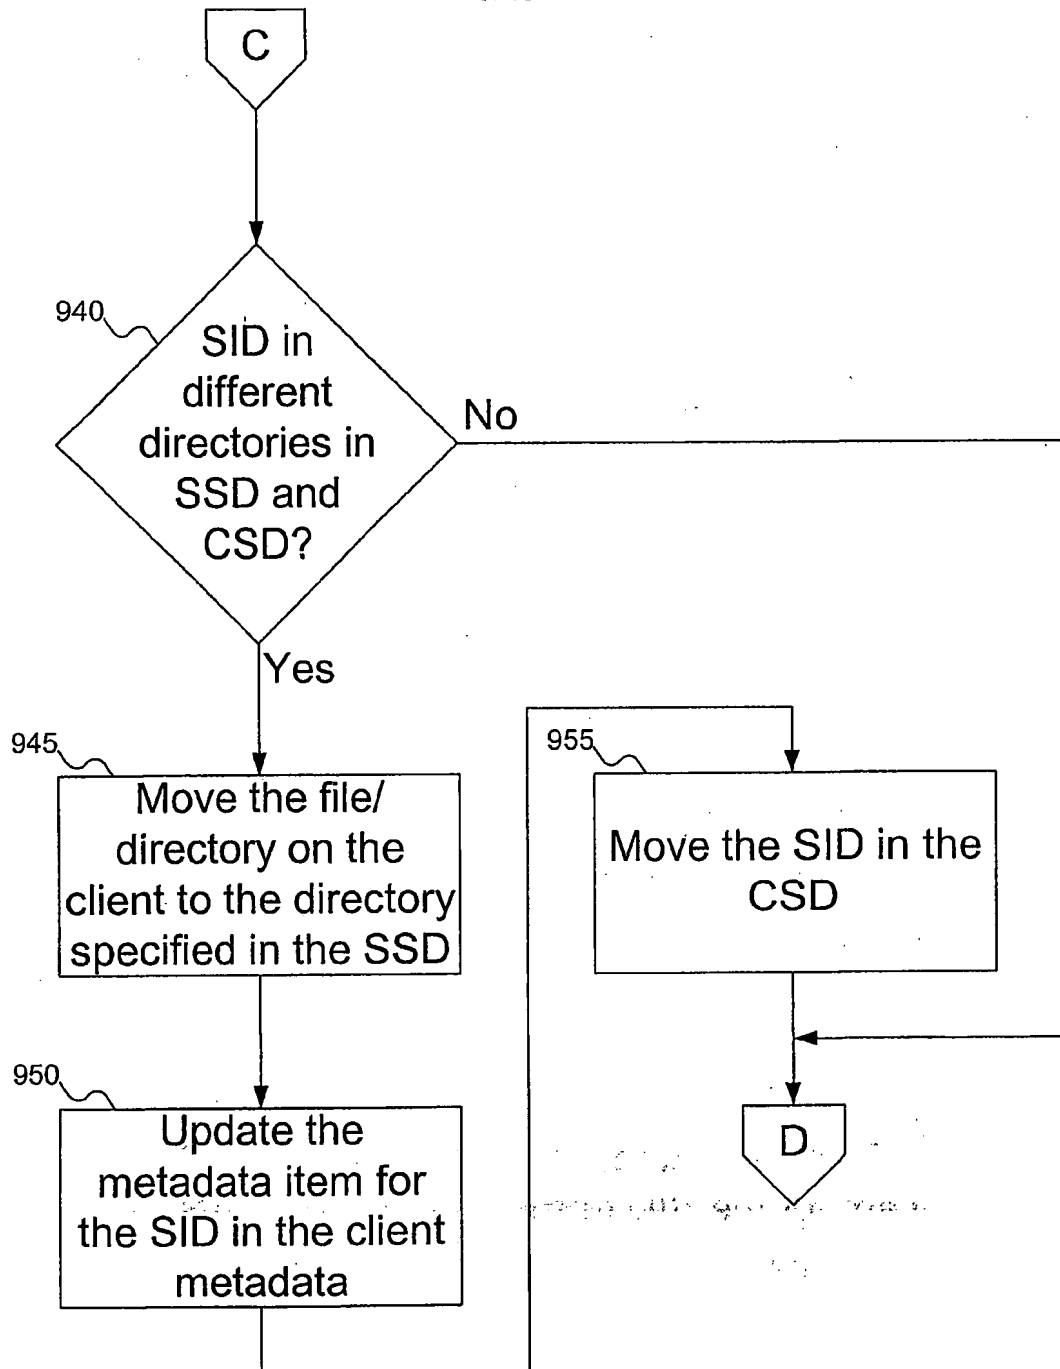 C
940
SID in
different
directories in
SSD and
CSD?
No
Yes
945
Move the file/
directory on the
client to the directory
specified in the SSD
955
Move the SID in the
CSD
950
Update the
metadata item for
the SID in the client
metadata
D